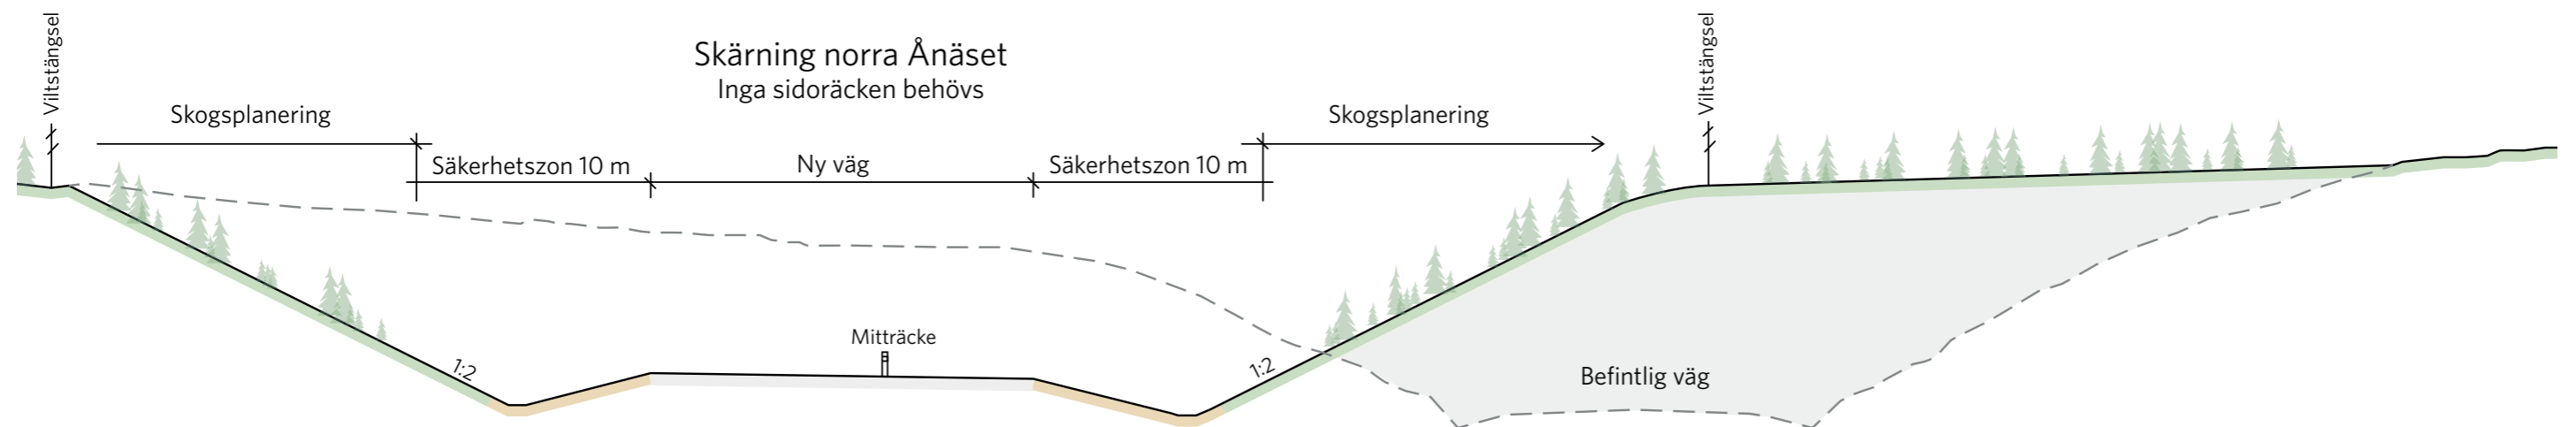 Viltstängsel
Skärning norra Ånäset
Inga sidoräcken behövs
Viltstängsel
Skogsplanering
Skogsplanering
Säkerhetszon 10 m
Ny väg
Säkerhetszon 10 m
Mitträcke
1:2
1:2
Befintlig väg